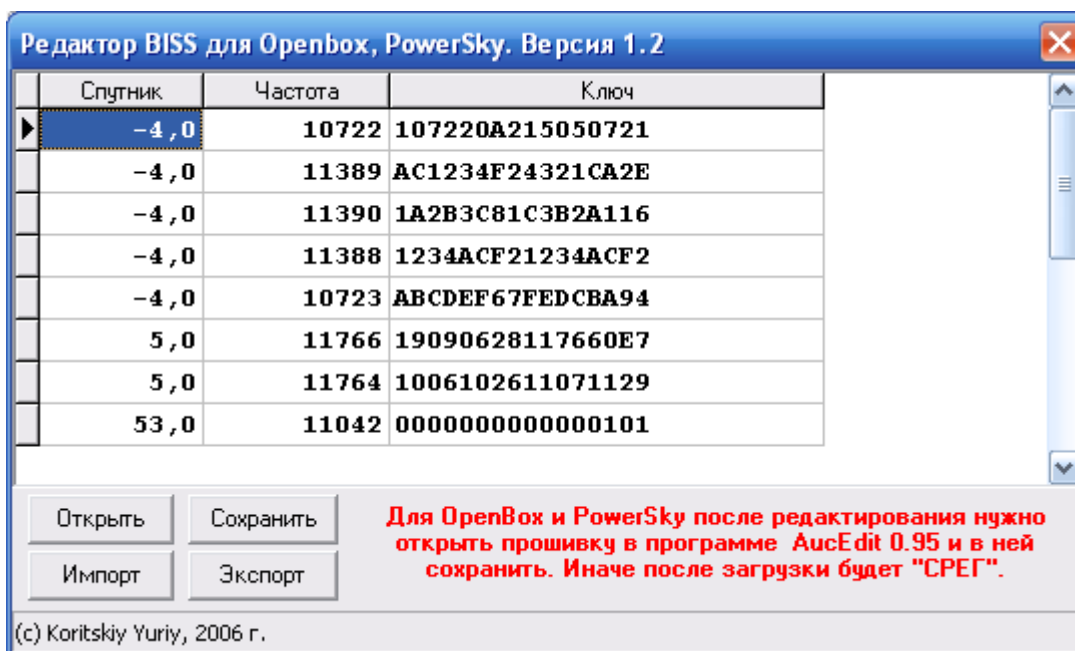 Редактор BISS для Openbox, PowerSky. Версия 1.2
Спутник Частота Ключ
-4,0 10722 107220A215050721
-4,0 11389 AC1234F24321CA2E
-4,0 11390 1A2B3C81C3B2A116
-4,0 11388 1234ACF21234ACF2
-4,0 10723 ABCDEF67FEDCBA94
5,0 11766 19090628117660E7
5,0 11764 1006102611071129
53,0 11042 0000000000000101
Открыть Сохранить
Импорт Экспорт
Для OpenBox и PowerSky после редактирования нужно
открыть прошивку в программе AucEdit 0.95 и в ней
сохранить. Иначе после загрузки будет "СРЕГ".
(c) Koritskiy Yuriy, 2006 г.